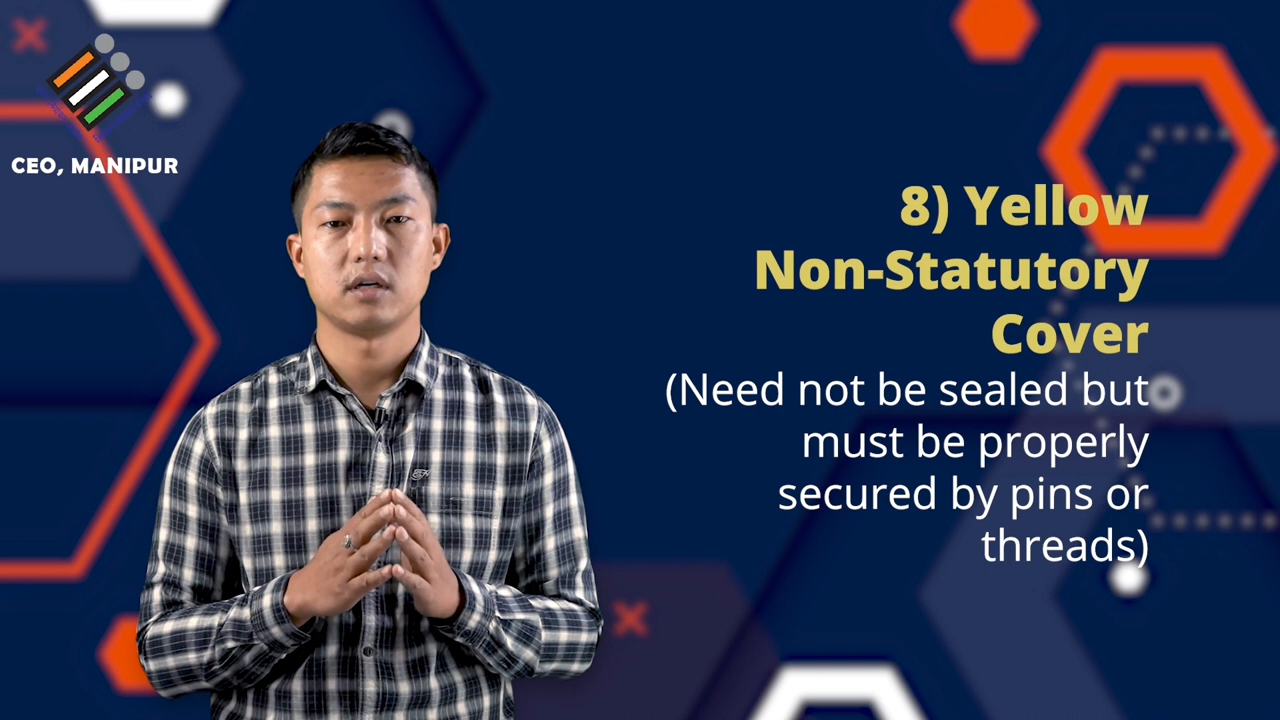 CEO, MANIPUR
8) Yellow
Non-Statutory
Cover
(Need not be sealed but
must be properly
secured by pins or
threads)